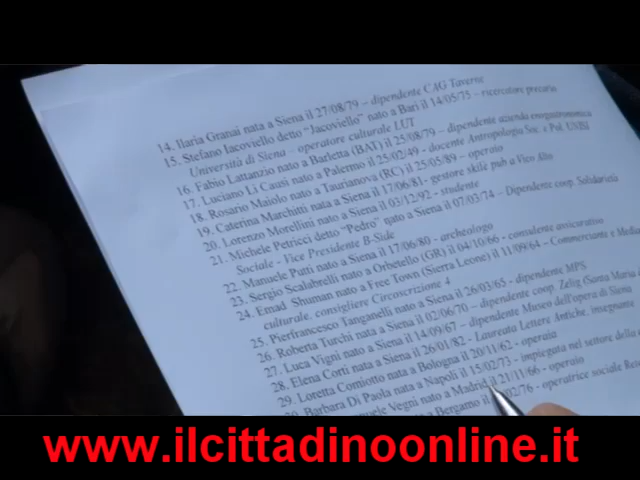 14. Ilaria Granai nata a Siena il 27/08/79 – dipendente CAG Taverne
15. Stefano Iacoviello detto "Jacoviello" nato a Bari il 14/05/75 – ricercatore precario
Università di Siena – operatore culturale LUT
16. Fabio Lattanzio nato a Barletta (BAT) il 25/08/79 – dipendente azienda enogastronomica
17. Luciano Li Causi nato a Palermo il 25/02/49 – docente Antropologia Soc. e Pol. UNISI
18. Rosario Maiolo nato a Taurianova (RC) il 25/05/89 – operaio
19. Caterina Marchitti nata a Siena il 17/06/81- gestore skilè pub a Vico Alto
20. Lorenzo Morellini nato a Siena il 03/12/92 – studente
21. Michele Petricci detto "Pedro" nato a Siena il 07/03/74 – Dipendente coop. Solidarietà
Sociale - Vice Presidente B-Side
22. Manuele Putti nato a Siena il 17/06/80 - archeologo
23. Sergio Scalabrelli nato a Orbetello (GR) il 04/10/66 – consulente assicurativo
24. Emad Shuman nato a Free Town (Sierra Leone) il 11/09/64 – Commerciante e
culturale, consigliere Circoscrizione 4
25. Pierfrancesco Tanganelli nato a Siena il 26/03/65 - dipendente MPS
26. Roberta Turchi nata a Siena il 02/06/70 – dipendente coop. Zelig (Santa Maria
27. Luca Vigni nato a Siena il 14/09/67 – dipendente Museo dell'opera di Siena
28. Elena Corti nata a Siena il 26/01/82 - Laureata Lettere Antiche, insegnante
29. Loretta Comiotto nata a Bologna il 20/11/62 - operaia
30. Barbara Di Paola nata a Napoli il 15/02/73 - impiegata nel settore della
Vegni nato a Madrid il 21/11/66 - operaio
a Bergamo il /02/76 - operatrice sociale
www.ilcittadinoonline.it